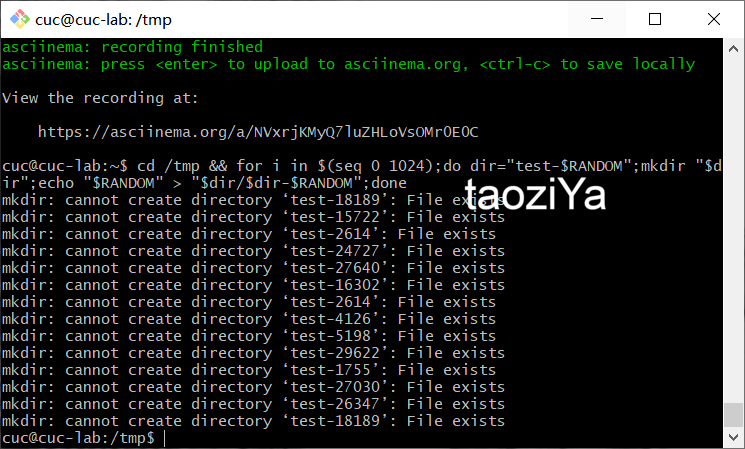 cuc@cuc-lab: /tmp
asciinema: recording finished
asciinema: press <enter> to upload to asciinema.org, <ctrl-c> to save locally
View the recording at:
https://asciinema.org/a/NVxrjKMyQ7luZHLoVsOMrOEOC
cuc@cuc-lab:~$ cd /tmp && for i in $(seq 0 1024);do dir="test-$RANDOM";mkdir "$d
ir";echo "$RANDOM" > "$dir/$dir-$RANDOM";done
taoziYa
mkdir: cannot create directory ‘test-18189’: File exists
mkdir: cannot create directory ‘test-15722’: File exists
mkdir: cannot create directory ‘test-2614’: File exists
mkdir: cannot create directory ‘test-24727’: File exists
mkdir: cannot create directory ‘test-27640’: File exists
mkdir: cannot create directory ‘test-16302’: File exists
mkdir: cannot create directory ‘test-2614’: File exists
mkdir: cannot create directory ‘test-4126’: File exists
mkdir: cannot create directory ‘test-5198’: File exists
mkdir: cannot create directory ‘test-29622’: File exists
mkdir: cannot create directory ‘test-1755’: File exists
mkdir: cannot create directory ‘test-27030’: File exists
mkdir: cannot create directory ‘test-26347’: File exists
mkdir: cannot create directory ‘test-18189’: File exists
cuc@cuc-lab:/tmp$